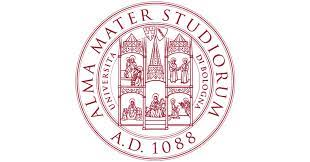 ALMA MATER STUDIORUM
A.D. 1088
UNIVERSITÀ
DI BOLOGNA